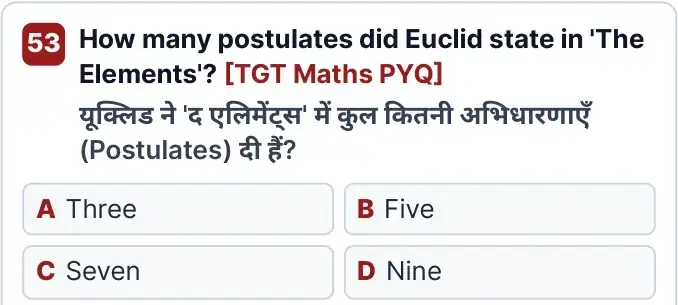 53 How many postulates did Euclid state in 'The
Elements'? [TGT Maths PYQ]
यूक्लिड ने 'द एलिमेंट्स' में कुल कितनी अभिधारणाएँ
(Postulates) दी हैं?
A Three
B Five
C Seven
D Nine